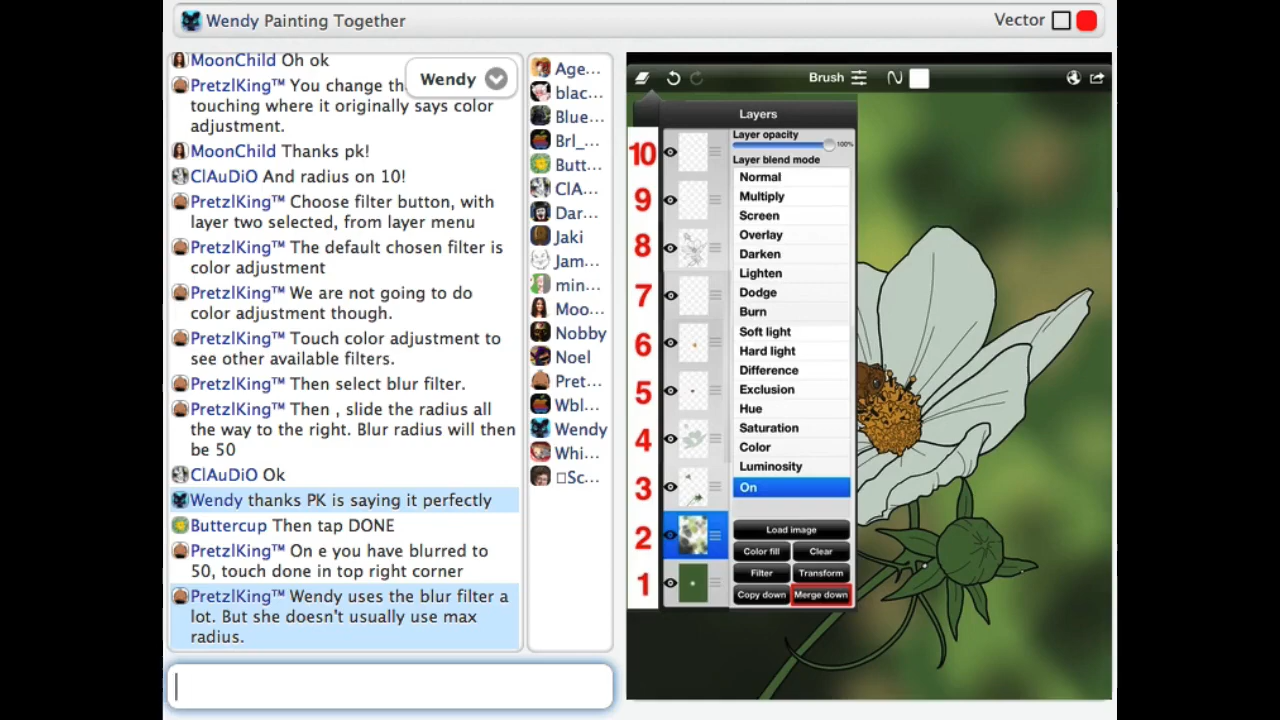 Wendy Painting Together
Vector
MoonChild Oh ok
Wendy
PretzlKing™ You change th
touching where it originally says color
adjustment.
MoonChild Thanks pk!
ClAuDiO And radius on 10!
PretzlKing™ Choose filter button, with
layer two selected, from layer menu
PretzlKing™ The default chosen filter is
color adjustment
PretzlKing™ We are not going to do
color adjustment though.
PretzlKing™ Touch color adjustment to
see other available filters.
PretzlKing™ Then select blur filter.
PretzlKing™ Then , slide the radius all
the way to the right. Blur radius will then
be 50
ClAuDiO Ok
Wendy thanks PK is saying it perfectly
Buttercup Then tap DONE
PretzlKing™ On e you have blurred to
50, touch done in top right corner
PretzlKing™ Wendy uses the blur filter a
lot. But she doesn't usually use max
radius.
Age...
blac...
Blue...
Brl_...
Butt...
ClA...
Dar...
Jaki
Jam...
min...
Moo...
Nobby
Noel
Pret...
Wbl...
Wendy
Whi...
□Sc...
Brush
Layers
10
9
8
7
6
5
4
3
2
1
Layer opacity
100%
Layer blend mode
Normal
Multiply
Screen
Overlay
Darken
Lighten
Dodge
Burn
Soft light
Hard light
Difference
Exclusion
Hue
Saturation
Color
Luminosity
On
Load image
Color fill
Clear
Filter
Transform
Copy down
Merge down